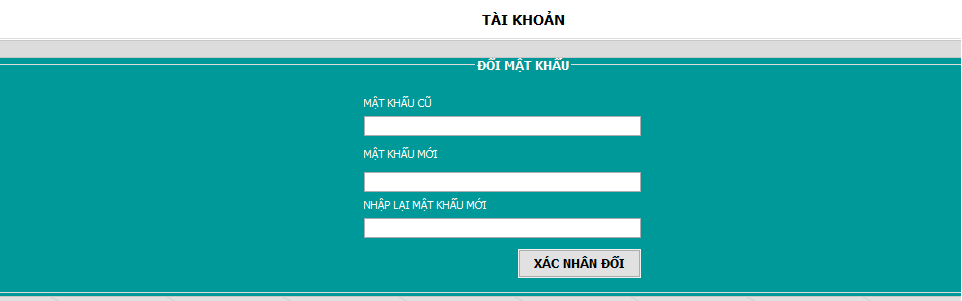 TÀI KHOẢN
ĐỔI MẬT KHẨU
MẬT KHẨU CŨ
MẬT KHẨU MỚI
NHẬP LẠI MẬT KHẨU MỚI
XÁC NHẬN ĐỔI